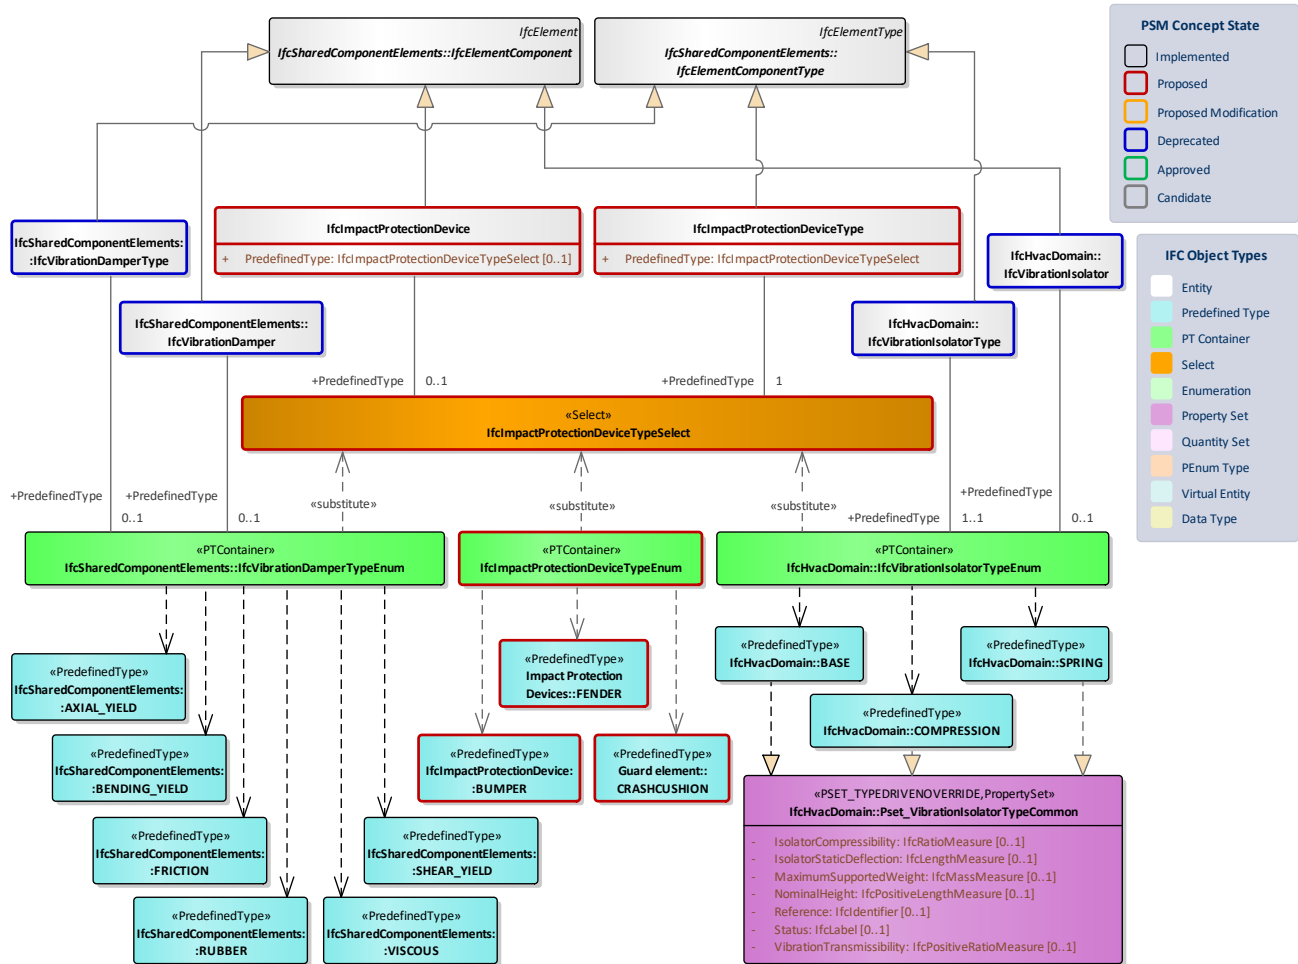 IfcElement
IfcSharedComponentElements::IfcElementComponent
IfcElementType
IfcSharedComponentElements::
IfcElementComponentType
PSM Concept State
Implemented
Proposed
Proposed Modification
Deprecated
Approved
Candidate
IfcSharedComponentElements:
:IfcVibrationDamperType
IfcImpactProtectionDevice
+ PredefinedType: IfcImpactProtectionDeviceTypeSelect [0..1]
IfcImpactProtectionDeviceType
+ PredefinedType: IfcImpactProtectionDeviceTypeSelect
IfcHvacDomain::
IfcVibrationIsolator
IFC Object Types
Entity
Predefined Type
PT Container
Select
Enumeration
Property Set
Quantity Set
PEnum Type
Virtual Entity
Data Type
IfcSharedComponentElements::
IfcVibrationDamper
IfcHvacDomain::
IfcVibrationIsolatorType
+PredefinedType
0..1
+PredefinedType
1
«Select»
IfcImpactProtectionDeviceTypeSelect
+PredefinedType
0..1
+PredefinedType
0..1
«substitute»
«substitute»
«substitute»
+PredefinedType
1..1
+PredefinedType
0..1
«PTContainer»
IfcSharedComponentElements::IfcVibrationDamperTypeEnum
«PTContainer»
IfcImpactProtectionDeviceTypeEnum
«PTContainer»
IfcHvacDomain::IfcVibrationIsolatorTypeEnum
«PredefinedType»
IfcSharedComponentElements:
:AXIAL_YIELD
«PredefinedType»
Impact Protection
Devices::FENDER
«PredefinedType»
IfcHvacDomain::BASE
«PredefinedType»
IfcHvacDomain::SPRING
«PredefinedType»
IfcHvacDomain::COMPRESSION
«PredefinedType»
IfcSharedComponentElements:
:BENDING_YIELD
«PredefinedType»
IfcImpactProtectionDevice:
:BUMPER
«PredefinedType»
Guard element::
CRASHCUSHION
«PredefinedType»
IfcSharedComponentElements:
:FRICTION
«PredefinedType»
IfcSharedComponentElements:
:SHEAR_YIELD
«PredefinedType»
IfcSharedComponentElements:
:RUBBER
«PredefinedType»
IfcSharedComponentElements:
:VISCOUS
«PSET_TYPEDRIVENOVERRIDE,PropertySet»
IfcHvacDomain::Pset_VibrationIsolatorTypeCommon
- IsolatorCompressibility: IfcRatioMeasure [0..1]
- IsolatorStaticDeflection: IfcLengthMeasure [0..1]
- MaximumSupportedWeight: IfcMassMeasure [0..1]
- NominalHeight: IfcPositiveLengthMeasure [0..1]
- Reference: IfcIdentifier [0..1]
- Status: IfcLabel [0..1]
- VibrationTransmissibility: IfcPositiveRatioMeasure [0..1]